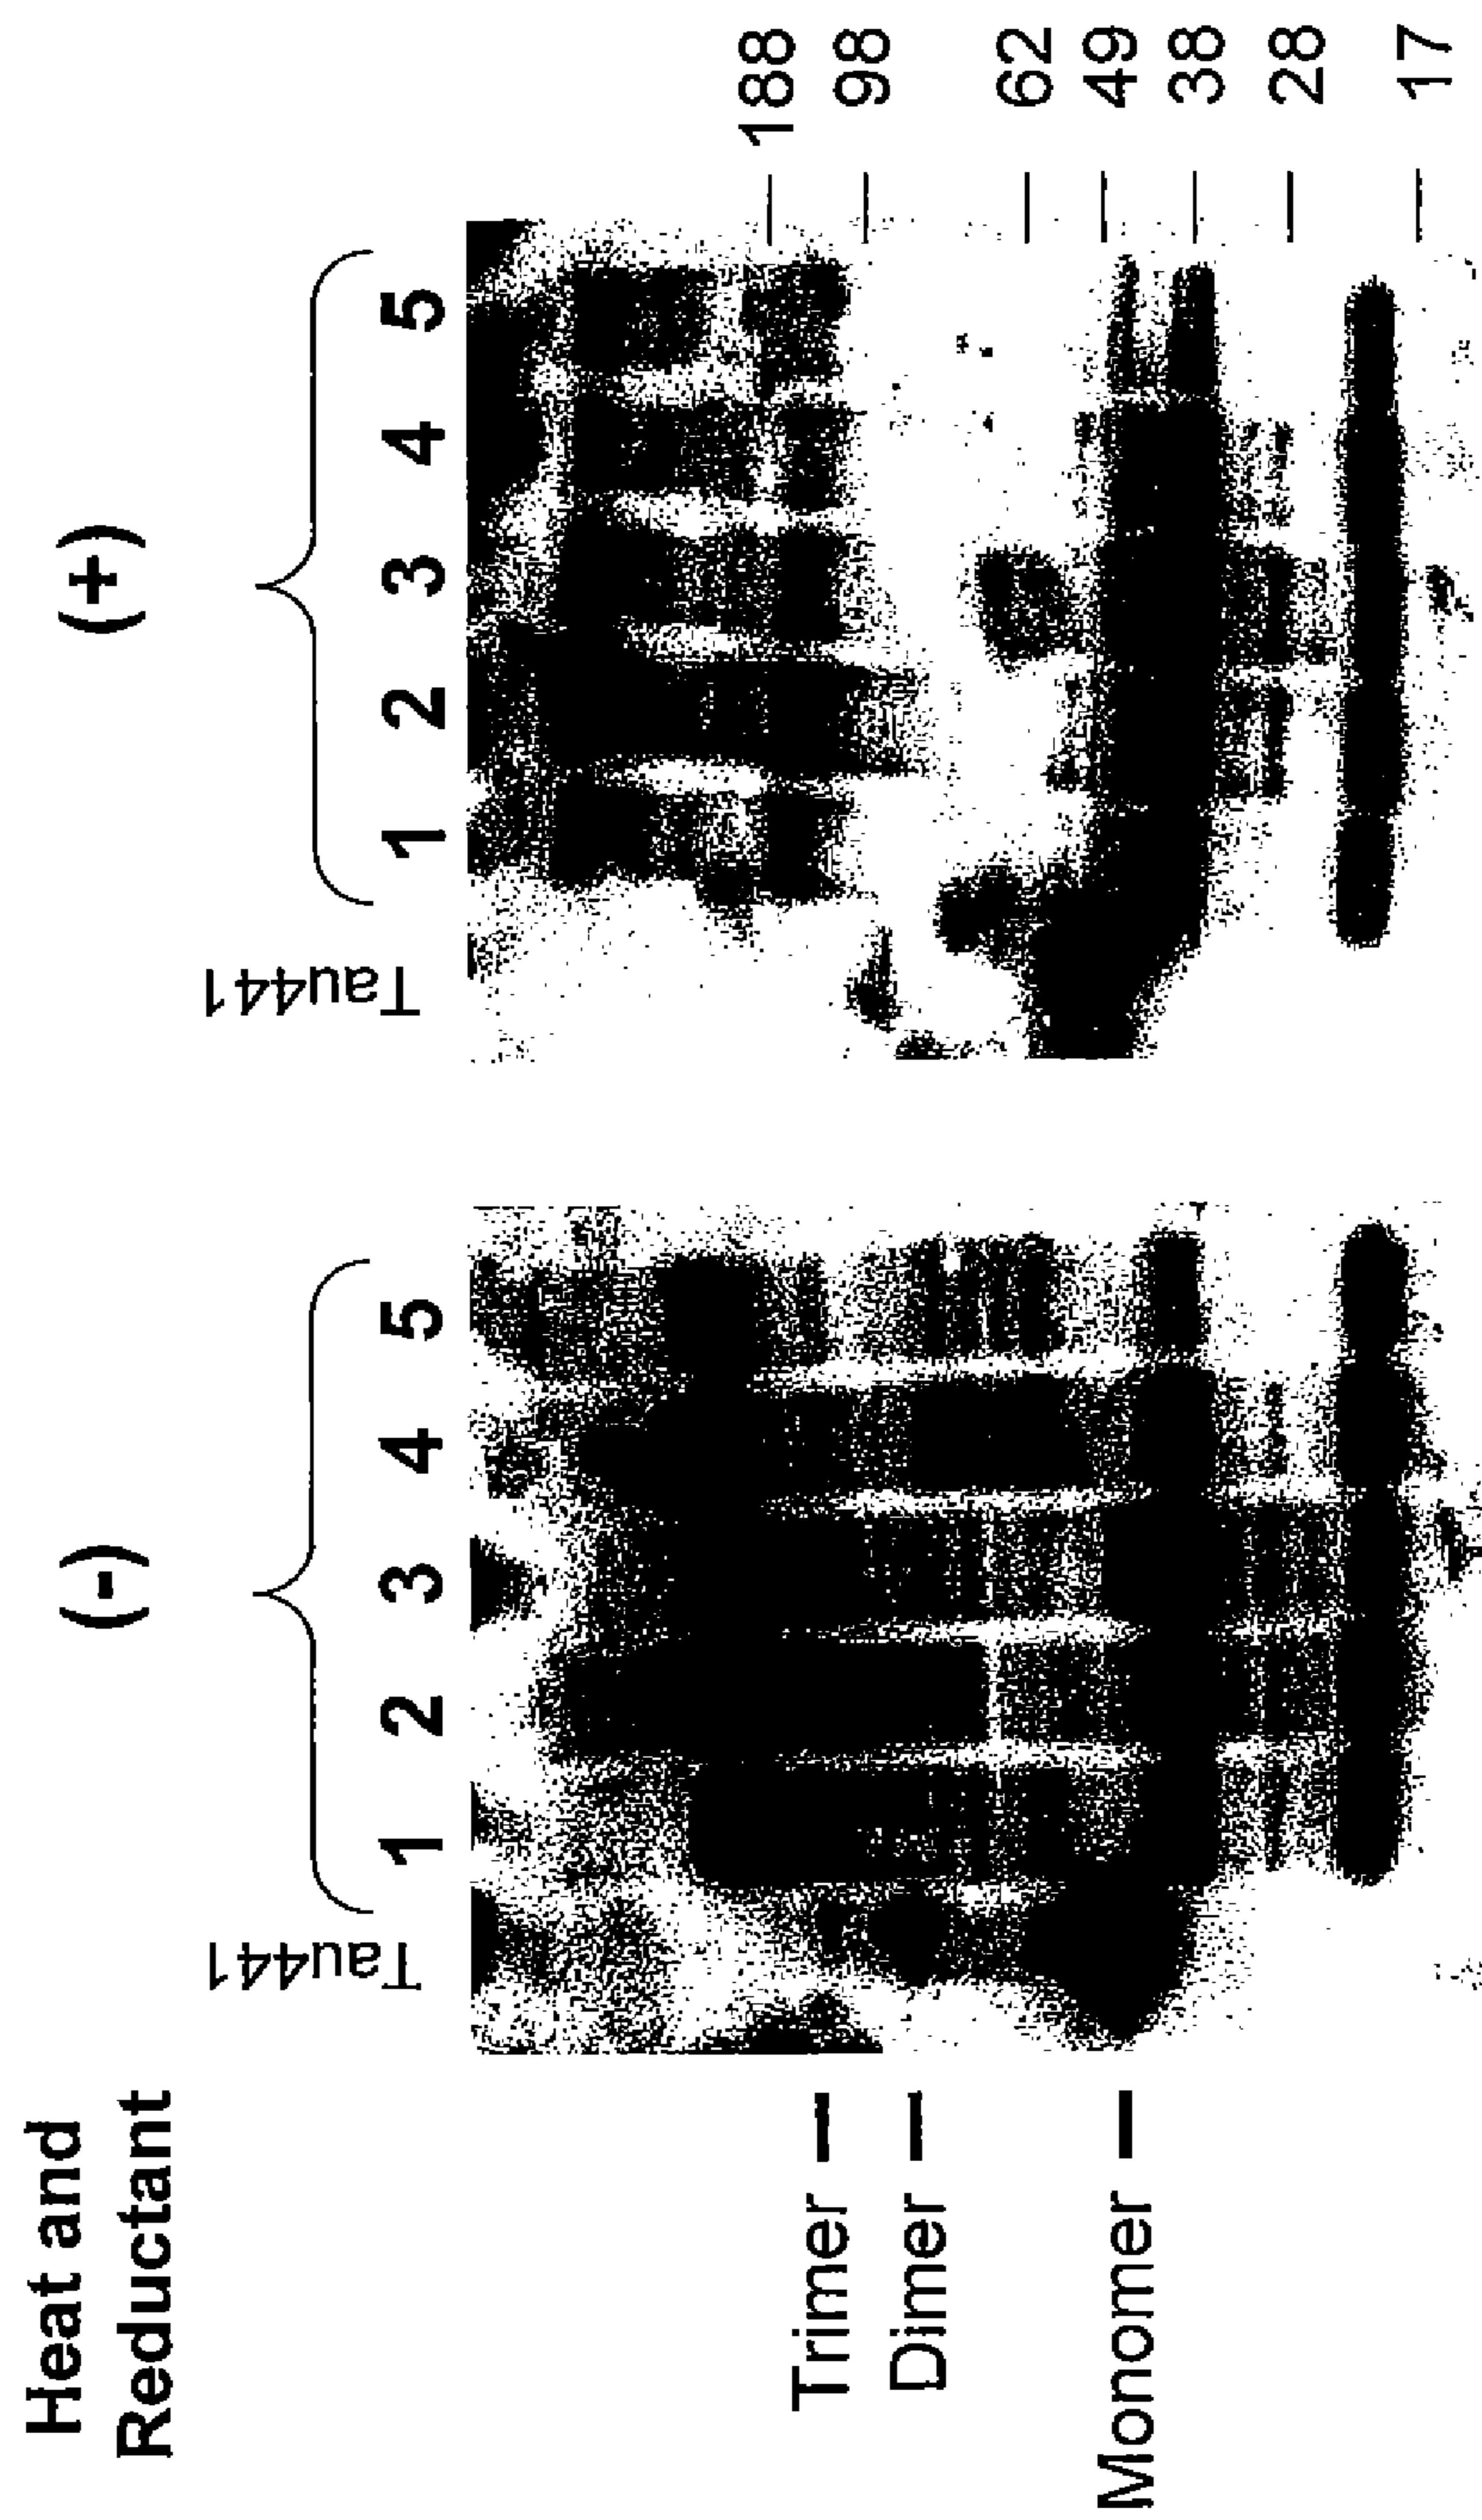 Heat and
Reductant
(-)
(+)
Tau441
1 2 3 4 5
Tau441
1 2 3 4 5
Trimer
Dimer
Monomer
188
98
62
49
38
28
17